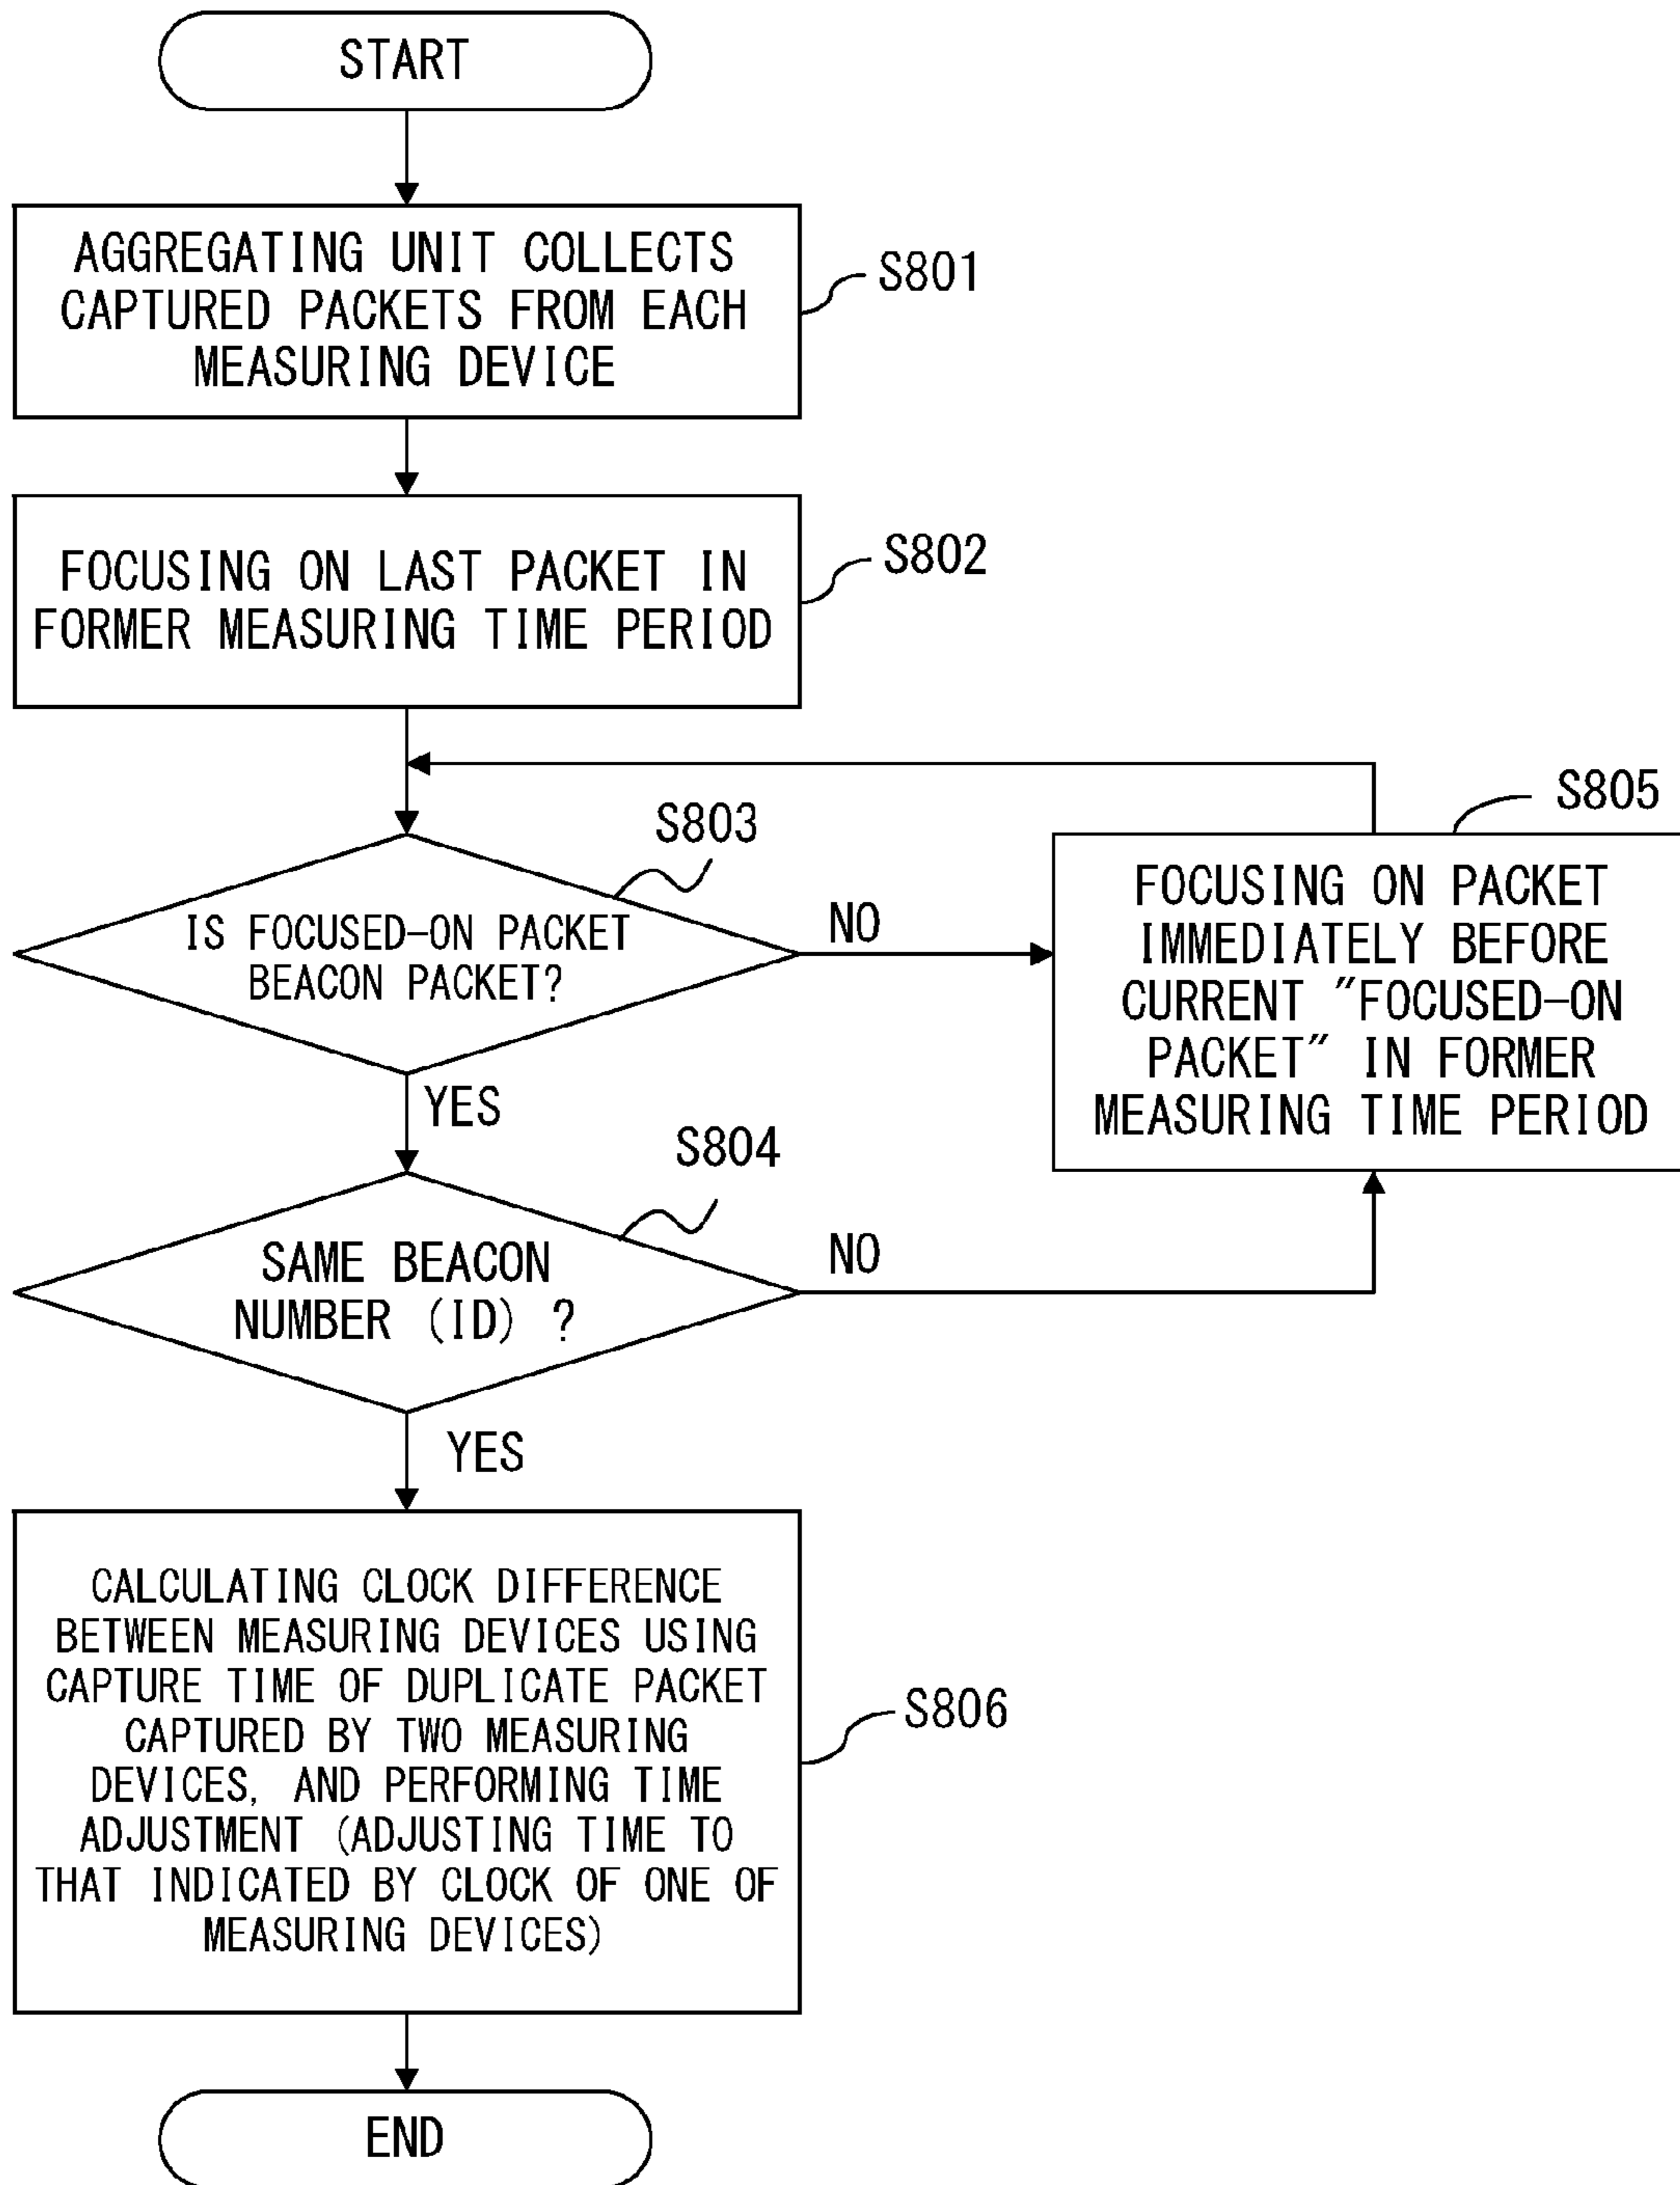 START
AGGREGATING UNIT COLLECTS
CAPTURED PACKETS FROM EACH
MEASURING DEVICE
S801
FOCUSING ON LAST PACKET IN
FORMER MEASURING TIME PERIOD
S802
S803
IS FOCUSED-ON PACKET
BEACON PACKET?
NO
YES
S805
FOCUSING ON PACKET
IMMEDIATELY BEFORE
CURRENT "FOCUSED-ON
PACKET" IN FORMER
MEASURING TIME PERIOD
S804
SAME BEACON
NUMBER (ID) ?
NO
YES
CALCULATING CLOCK DIFFERENCE
BETWEEN MEASURING DEVICES USING
CAPTURE TIME OF DUPLICATE PACKET
CAPTURED BY TWO MEASURING
DEVICES, AND PERFORMING TIME
ADJUSTMENT (ADJUSTING TIME TO
THAT INDICATED BY CLOCK OF ONE OF
MEASURING DEVICES)
S806
END